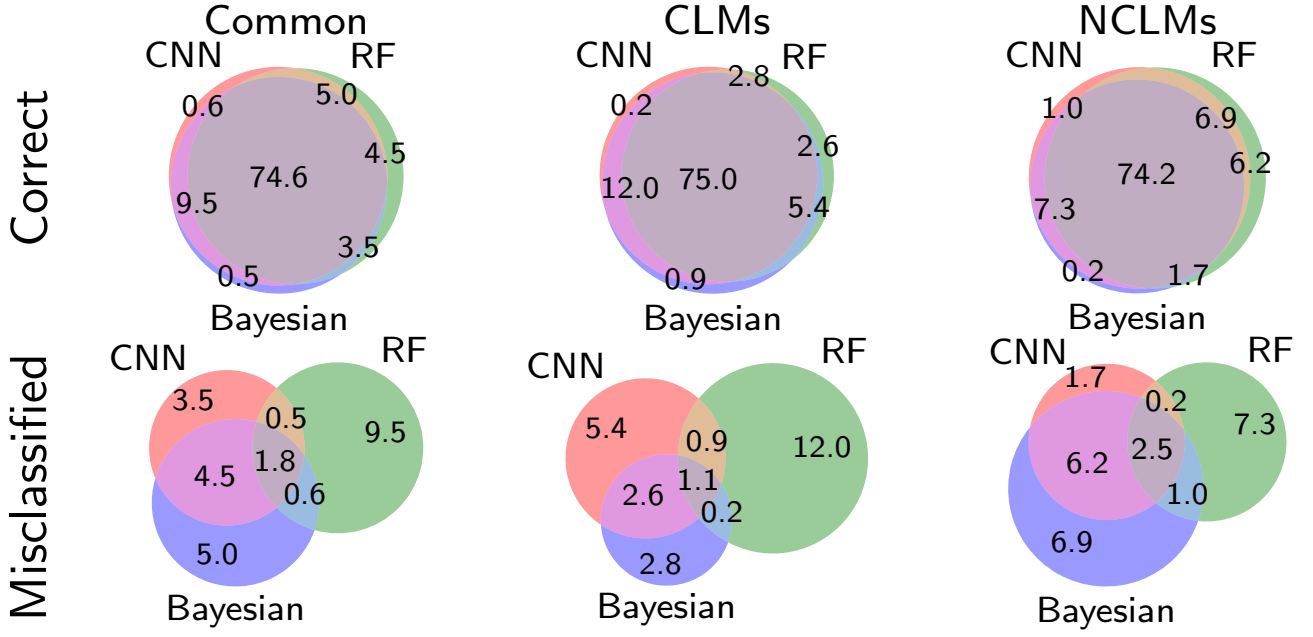 Common
CLMs
NCLMs
Correct
CNN
RF
0.6
5.0
4.5
74.6
9.5
3.5
0.5
Bayesian
CNN
RF
0.2
2.8
2.6
75.0
12.0
5.4
0.9
Bayesian
CNN
RF
1.0
6.9
6.2
74.2
7.3
0.2
1.7
Bayesian
Misclassified
CNN
RF
3.5
0.5
9.5
1.8
4.5
0.6
5.0
Bayesian
CNN
RF
5.4
0.9
12.0
1.1
2.6
0.2
2.8
Bayesian
CNN
RF
1.7
0.2
7.3
2.5
6.2
1.0
6.9
Bayesian